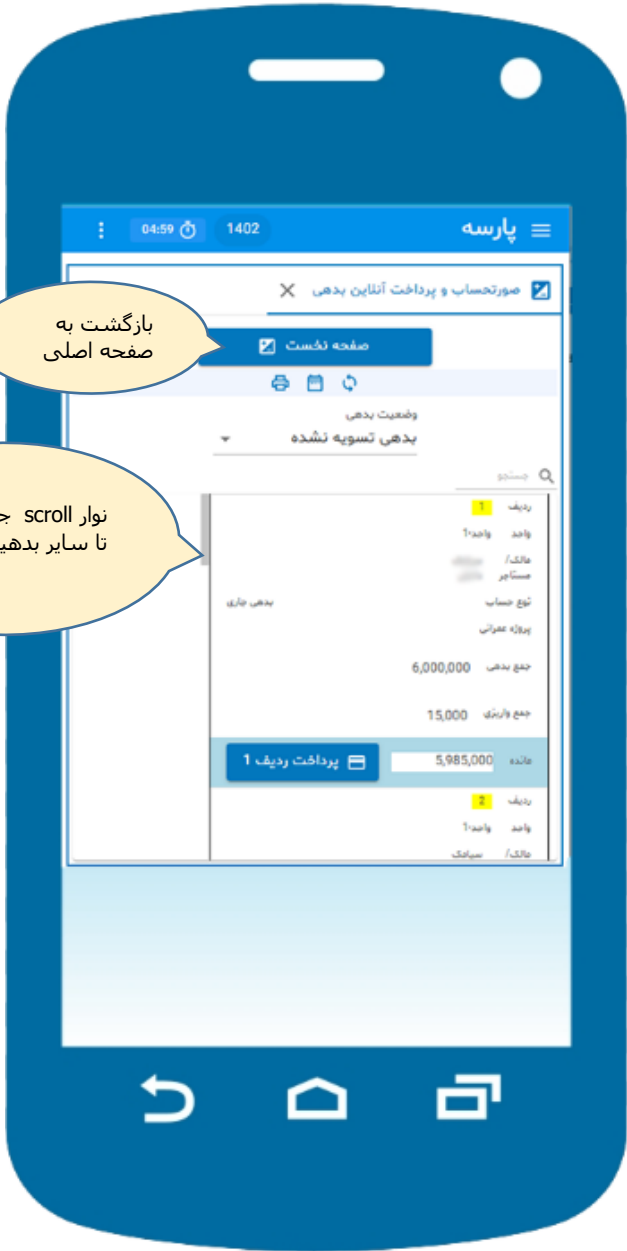 پارسه
1402
04:59
صورتحساب و پرداخت آنلاین بدهی
صفحه نخست
بازگشت به
صفحه اصلی
وضعیت بدهی
بدهی تسویه نشده
جستجو
ردیف 1
واحد واحد-1
مالک/
مستاجر
نوع حساب بدهی جاری
پروژه عمرانی
نوار scroll
تا سایر
جمع بدهی 6,000,000
جمع واریزی 15,000
مانده 5,985,000 پرداخت ردیف 1
ردیف 2
واحد واحد-1
مالک/ سیامک